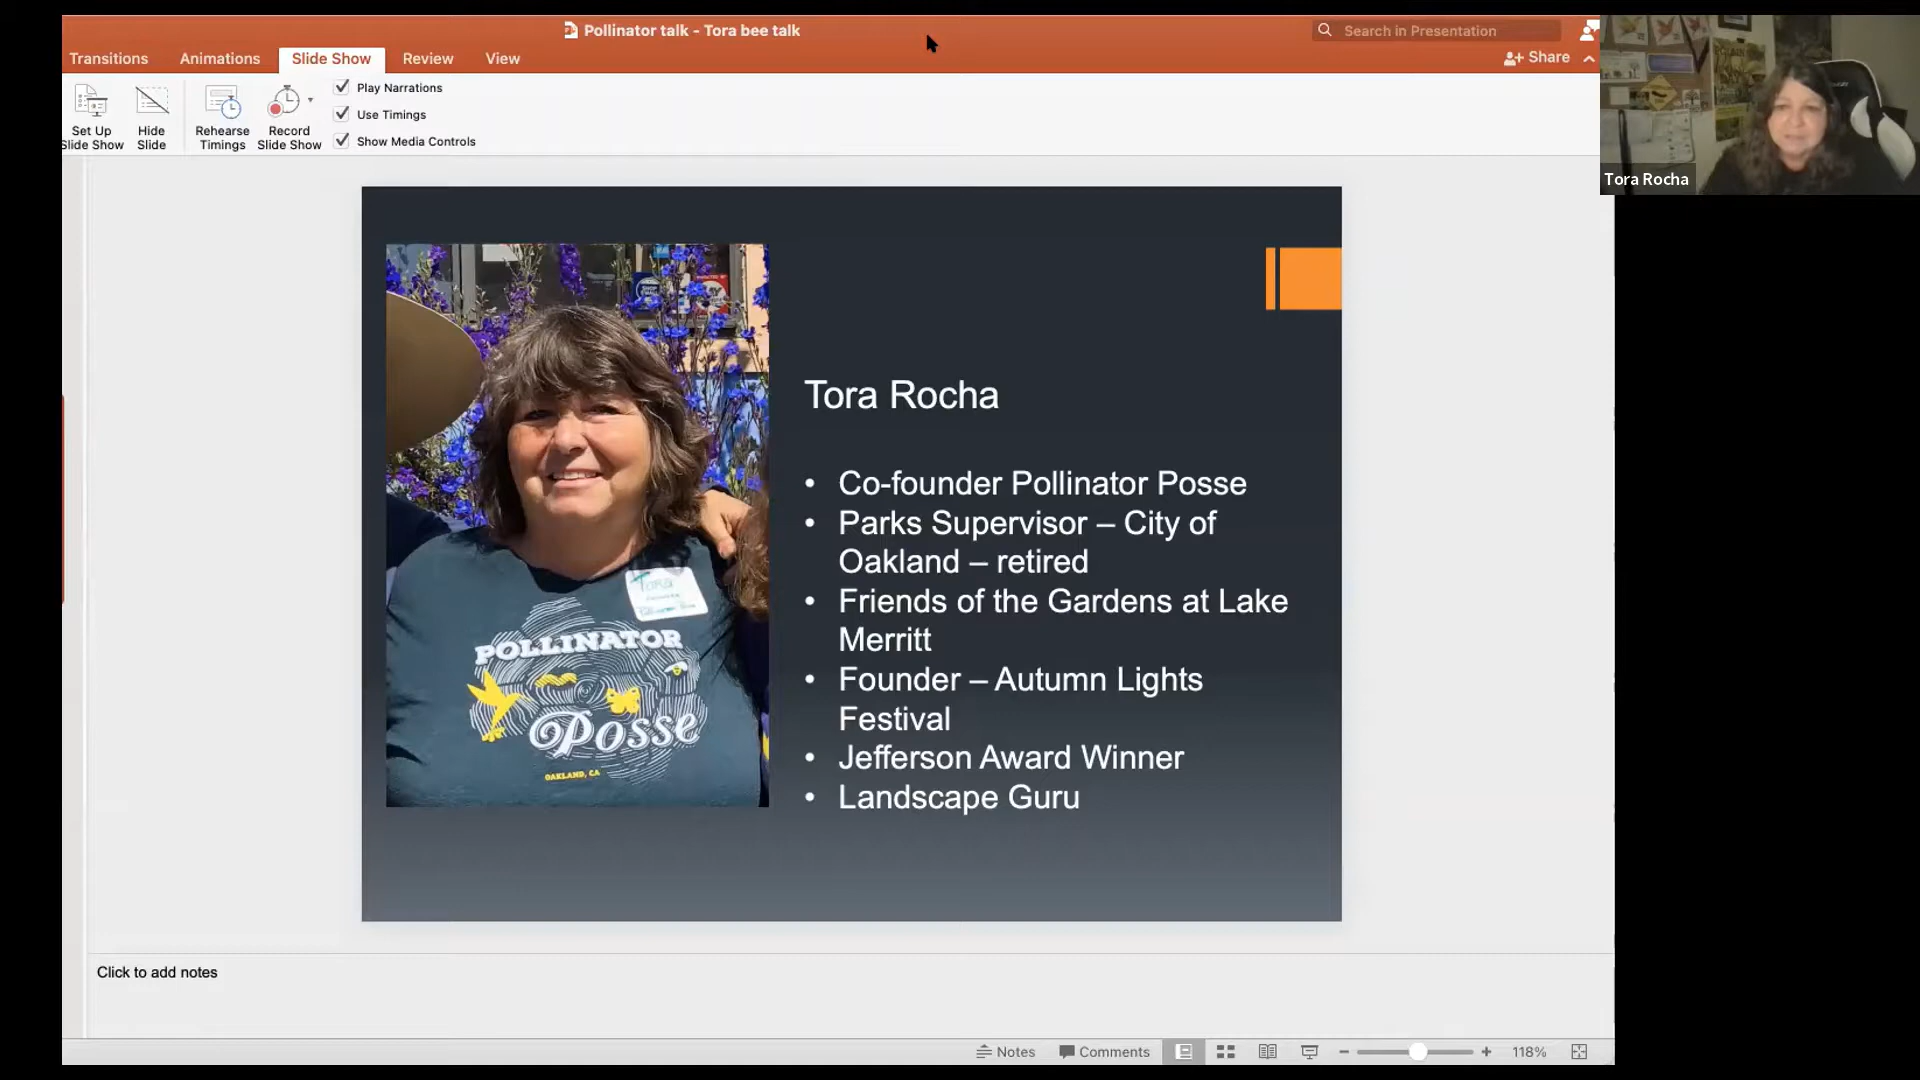 Pollinator talk - Tora bee talk
Search in Presentation
Transitions
Animations
Slide Show
Review
View
Share
Set Up
Slide Show
Hide
Slide
Rehearse
Timings
Record
Slide Show
Play Narrations
Use Timings
Show Media Controls
Tora Rocha
Tora Rocha
• Co-founder Pollinator Posse
• Parks Supervisor – City of
Oakland – retired
• Friends of the Gardens at Lake
Merritt
• Founder – Autumn Lights
Festival
• Jefferson Award Winner
• Landscape Guru
Tora
POLLINATOR
Posse
OAKLAND, CA
Click to add notes
Notes
Comments
118%